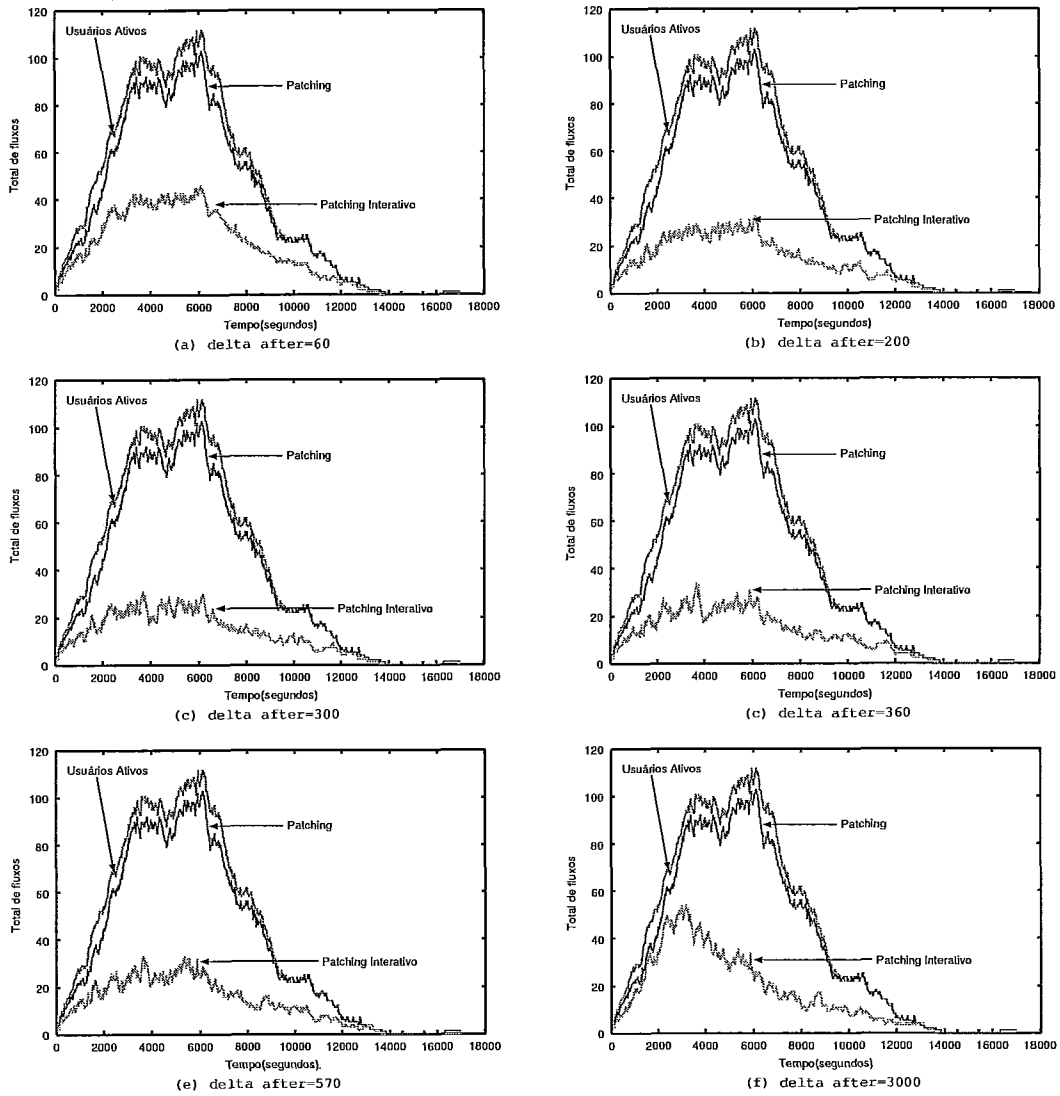 120
100
80
60
40
20
0
Total de fluxos
Usuários Ativos
Patching
Patching Interativo
0 2000 4000 6000 8000 10000 12000 14000 16000 18000
Tempo(segundos)
(a) delta after=60
120
100
80
60
40
20
0
Total de fluxos
Usuários Ativos
Patching
Patching Interativo
0 2000 4000 6000 8000 10000 12000 14000 16000 18000
Tempo(segundos)
(b) delta after=200
120
100
80
60
40
20
0
Total de fluxos
Usuários Ativos
Patching
Patching Interativo
0 2000 4000 6000 8000 10000 12000 14000 16000 18000
Tempo(segundos)
(c) delta after=300
120
100
80
60
40
20
0
Total de fluxos
Usuários Ativos
Patching
Patching Interativo
0 2000 4000 6000 8000 10000 12000 14000 16000 18000
Tempo(segundos)
(c) delta after=360
120
100
80
60
40
20
0
Total de fluxos
Usuários Ativos
Patching
Patching Interativo
0 2000 4000 6000 8000 10000 12000 14000 16000 18000
Tempo(segundos).
(e) delta after=570
120
100
80
60
40
20
0
Total de fluxos
Usuários Ativos
Patching
Patching Interativo
0 2000 4000 6000 8000 10000 12000 14000 16000 18000
Tempo(segundos)
(f) delta after=3000